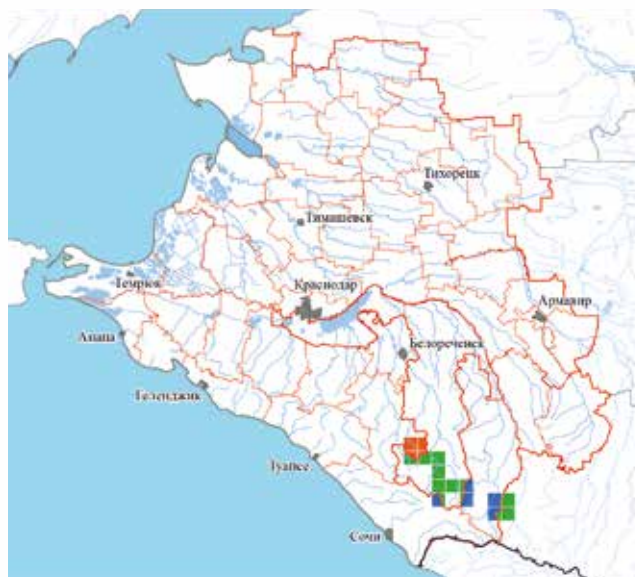 Тихорецк
Тимашевск
Краснодар
Темрюк
Армавир
Анапа
Белореченск
Геленджик
Туапсе
Сочи